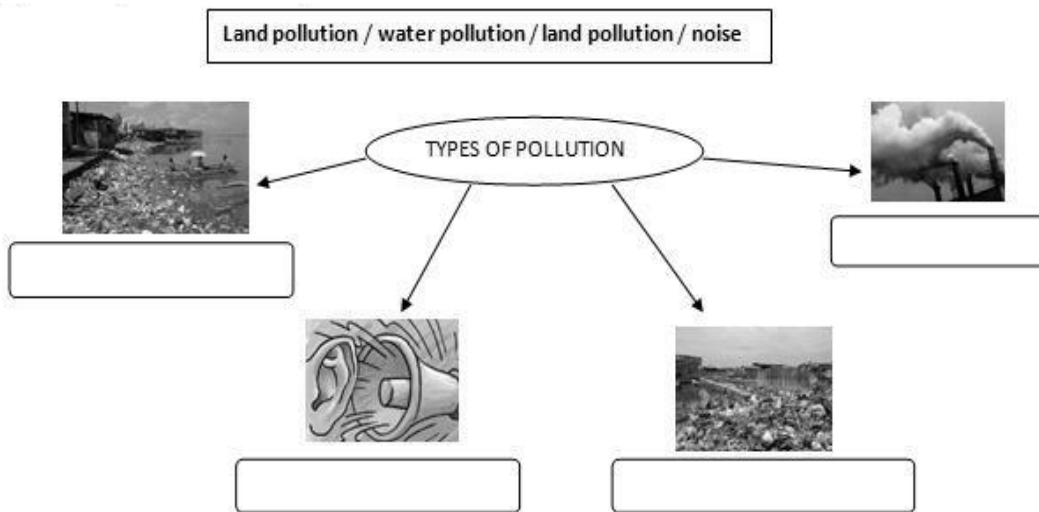 Land pollution / water pollution / land pollution / noise
TYPES OF POLLUTION